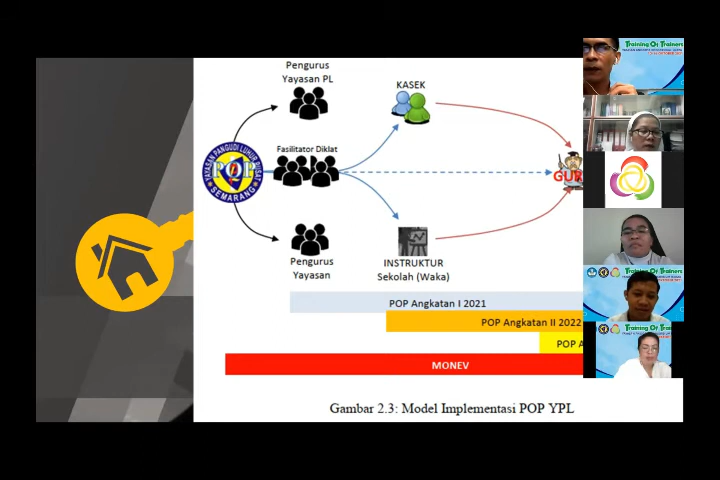 Pengurus
Yayasan PL
KASEK
Fasilitator Diklat
YAYASAN PANGUDI LUHUR PUSAT
POP
SEMARANG
Pengurus
Yayasan
INSTRUKTUR
Sekolah (Waka)
POP Angkatan I 2021
POP Angkatan II 2022
POP A
MONEV
Gambar 2.3: Model Implementasi POP YPL
Training Of Trainers
Training Of Trainers
Training Of Trainers